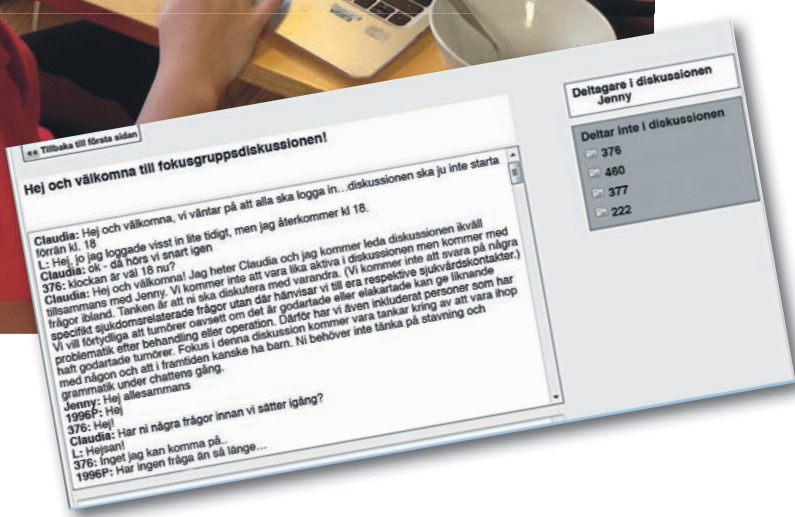 ◂◂ Tillbaka till första sidan
Hej och välkomna till fokusgruppsdiskussionen!
Claudia: Hej och välkomna, vi väntar på att alla ska logga in…diskussionen ska ju inte starta
förrän kl. 18
L: Hej, jo jag loggade visst in lite tidigt, men jag återkommer kl 18.
Claudia: ok - då hörs vi snart igen
376: klockan är väl 18 nu?
Claudia: Hej och välkomna! Jag heter Claudia och jag kommer leda diskussionen ikväll
tillsammans med Jenny. Vi kommer inte att vara lika aktiva i diskussionen men kommer med
frågor ibland. Tanken är att ni ska diskutera med varandra. (Vi kommer inte att svara på några
specifikt sjukdomsrelaterade frågor utan där hänvisar vi till era respektive sjukvårdskontakter.)
Vi vill förtydliga att tumörer oavsett om det är godartade eller elakartade kan ge liknande
problematik efter behandling eller operation. Därför har vi även inkluderat personer som har
haft godartade tumörer. Fokus i denna diskussion kommer vara tankar kring av att vara ihop
med någon och att i framtiden kanske ha barn. Ni behöver inte tänka på stavning och
grammatik under chattens gång.
Jenny: Hej allesammans
1996P: Hej
376: Hej!
Claudia: Har ni några frågor innan vi sätter igång?
L: Hejsan!
376: Inget jag kan komma på..
1996P: Har ingen fråga än så länge…
Deltagare i diskussionen
Jenny
Deltar inte i diskussionen
376
460
377
222